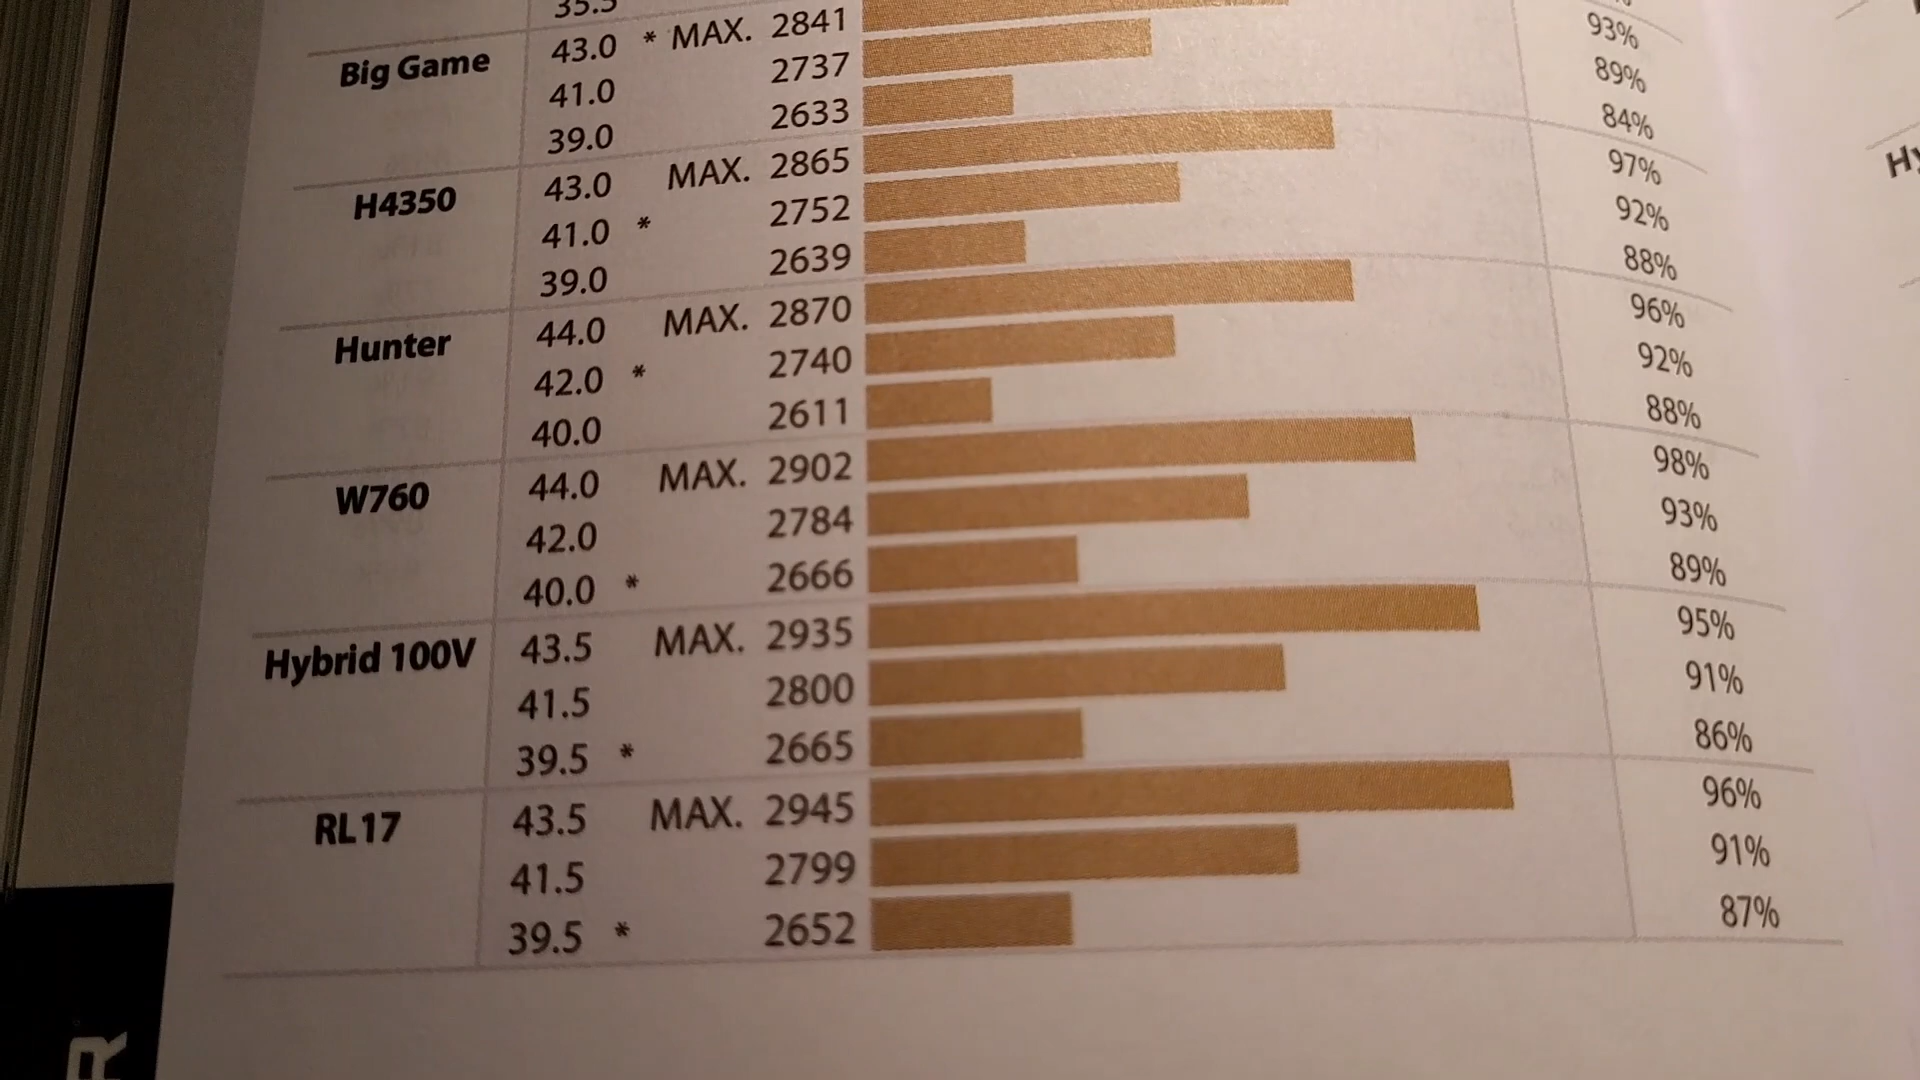 35.5
Big Game 43.0 * MAX. 2841 93%
41.0 2737 89%
39.0 2633 84%
H4350 43.0 MAX. 2865 97%
41.0 * 2752 92%
39.0 2639 88%
Hunter 44.0 MAX. 2870 96%
42.0 * 2740 92%
40.0 2611 88%
W760 44.0 MAX. 2902 98%
42.0 2784 93%
40.0 * 2666 89%
Hybrid 100V 43.5 MAX. 2935 95%
41.5 2800 91%
39.5 * 2665 86%
RL17 43.5 MAX. 2945 96%
41.5 2799 91%
39.5 * 2652 87%
Hy
R